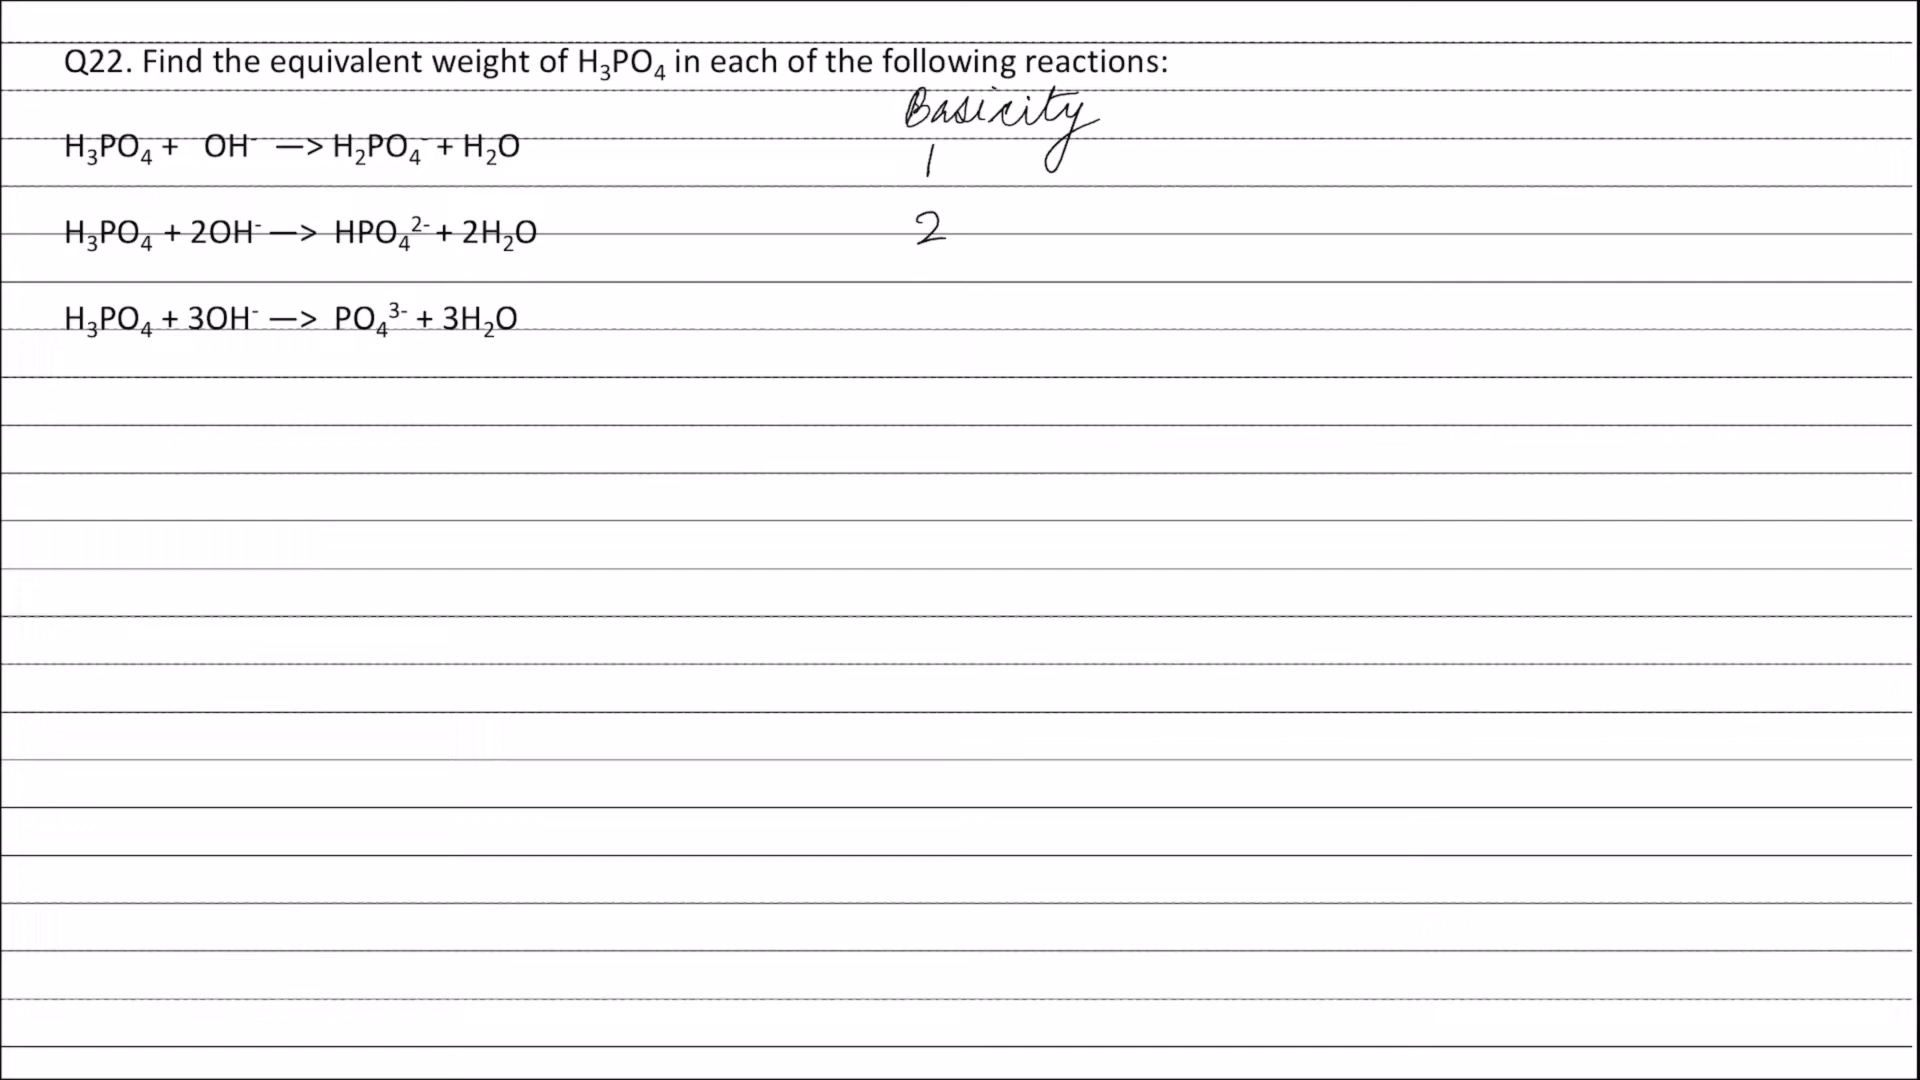 Q22. Find the equivalent weight of H₃PO₄ in each of the following reactions:
Basicity
H₃PO₄ + OH⁻ —> H₂PO₄⁻ + H₂O
1
H₃PO₄ + 2OH⁻ —> HPO₄²⁻ + 2H₂O
2
H₃PO₄ + 3OH⁻ —> PO₄³⁻ + 3H₂O